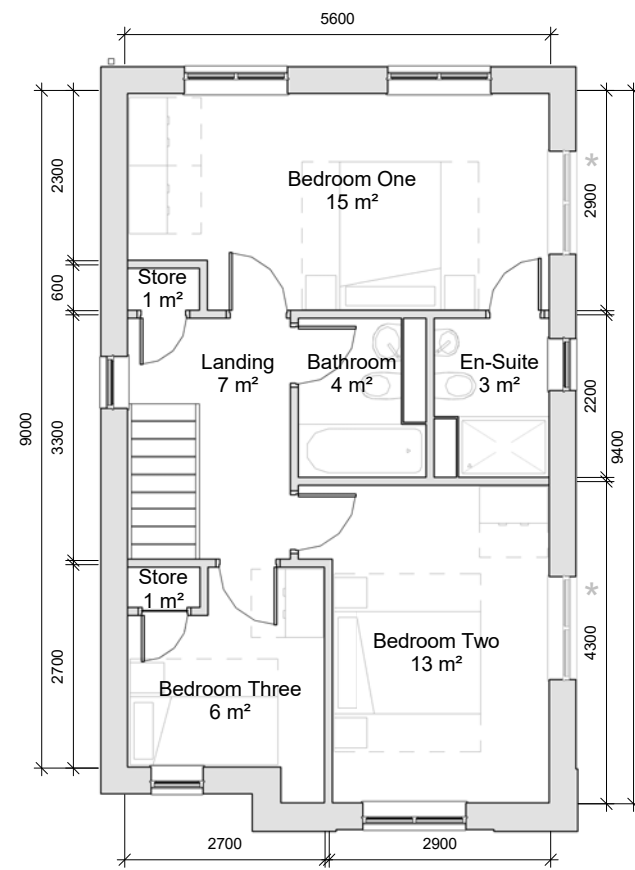 5600
2300
2900
Bedroom One
15 m²
600
Store
1 m²
Landing
7 m²
Bathroom
4 m²
En-Suite
3 m²
2200
9000
3300
9400
Store
1 m²
Bedroom Two
13 m²
4300
2700
Bedroom Three
6 m²
2700
2900